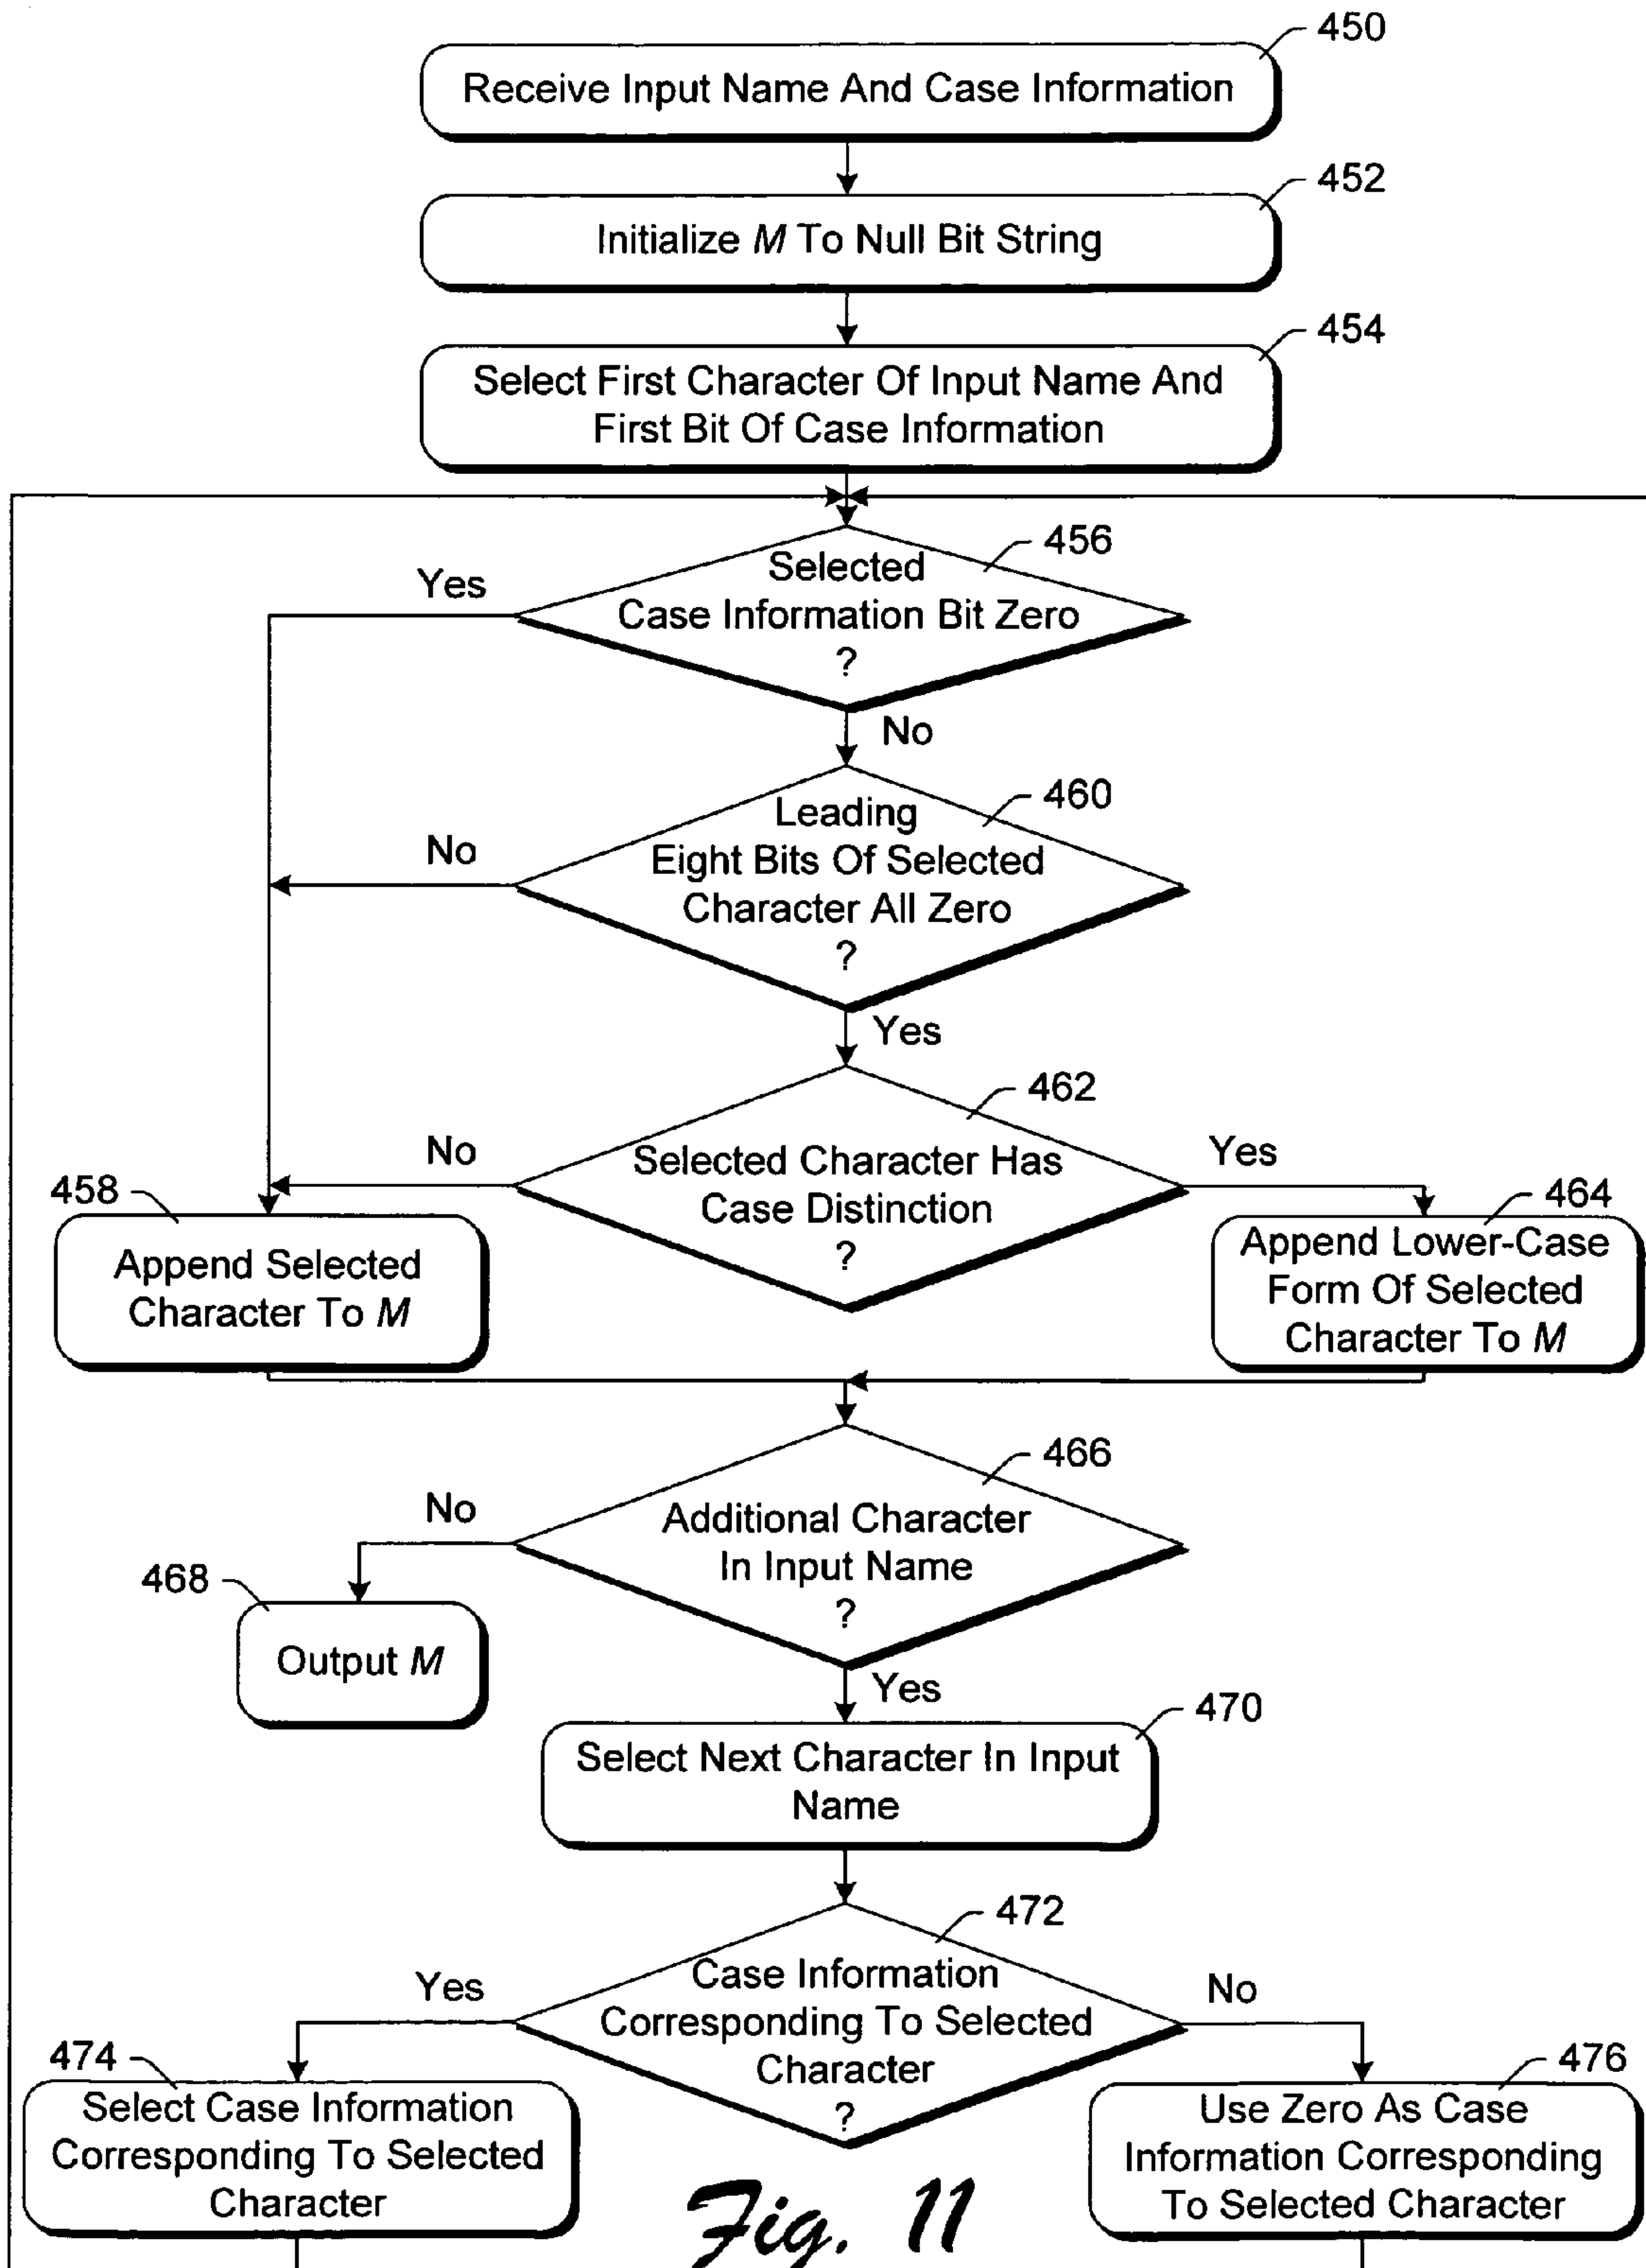 450
Receive Input Name And Case Information
452
Initialize M To Null Bit String
454
Select First Character Of Input Name And
First Bit Of Case Information
456
Selected
Case Information Bit Zero
?
Yes
No
460
Leading
Eight Bits Of Selected
Character All Zero
?
No
Yes
462
Selected Character Has
Case Distinction
?
No
Yes
458
Append Selected
Character To M
464
Append Lower-Case
Form Of Selected
Character To M
466
Additional Character
In Input Name
?
No
468
Output M
Yes
470
Select Next Character In Input
Name
472
Case Information
Corresponding To Selected
Character
?
Yes
No
474
Select Case Information
Corresponding To Selected
Character
476
Use Zero As Case
Information Corresponding
To Selected Character
Fig. 11